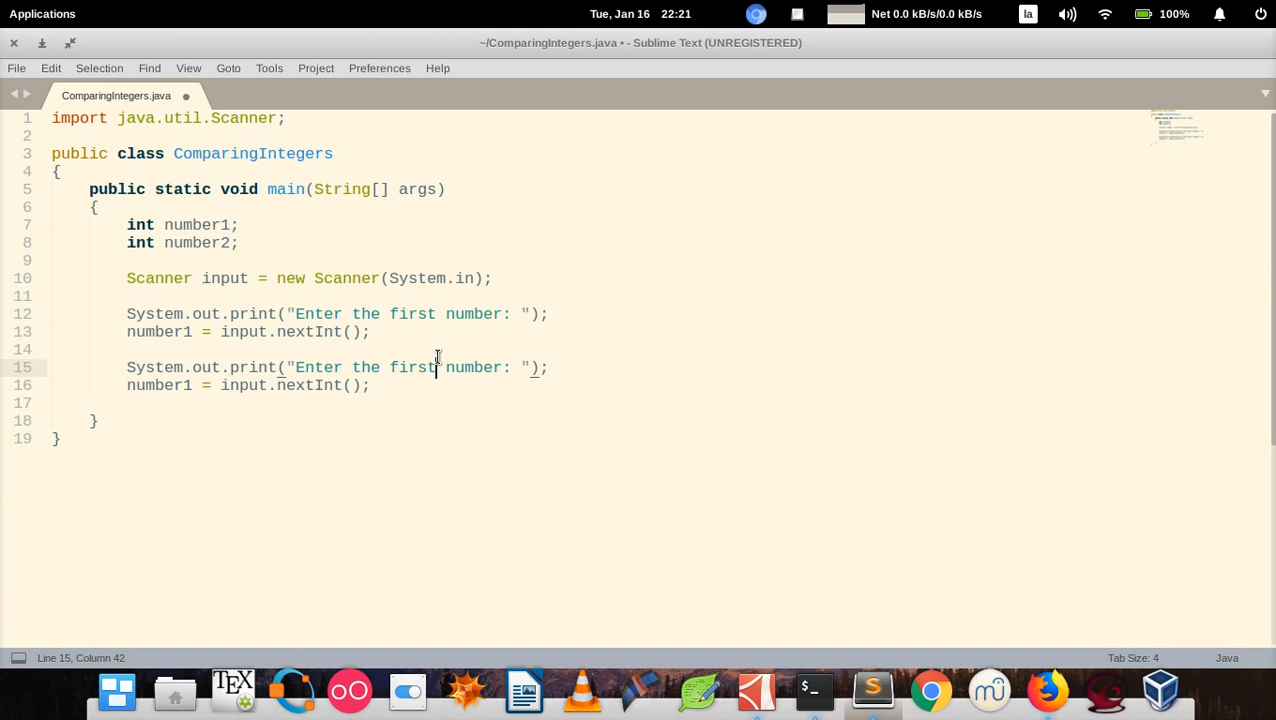 Applications
Tue, Jan 16 22:21
Net 0.0 kB/s/0.0 kB/s
la
100%
~/ComparingIntegers.java • - Sublime Text (UNREGISTERED)
File Edit Selection Find View Goto Tools Project Preferences Help
ComparingIntegers.java
1 import java.util.Scanner;
2
3 public class ComparingIntegers
4 {
5 public static void main(String[] args)
6 {
7 int number1;
8 int number2;
9
10 Scanner input = new Scanner(System.in);
11
12 System.out.print("Enter the first number: ");
13 number1 = input.nextInt();
14
15 System.out.print("Enter the first number: ");
16 number1 = input.nextInt();
17
18 }
19 }
Line 15, Column 42
Tab Size: 4
Java
TEX
mü